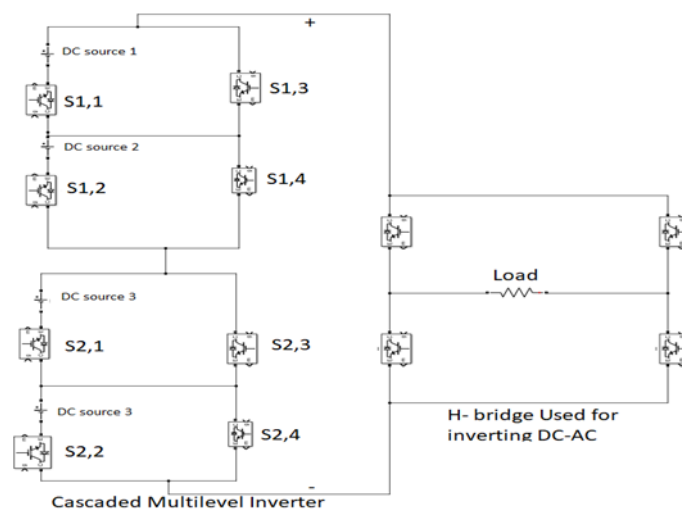 +
DC source 1
S1,1
S1,3
DC source 2
S1,2
S1,4
DC source 3
S2,1
S2,3
DC source 3
S2,2
S2,4
-
Cascaded Multilevel Inverter
Load
H- bridge Used for
inverting DC-AC